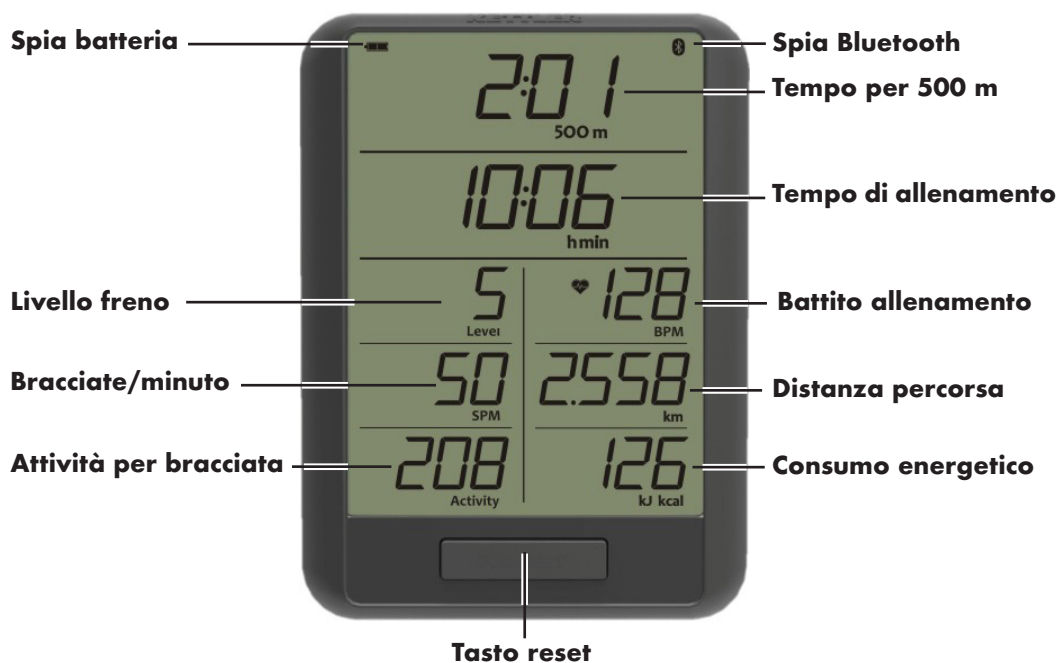 Spia batteria
Spia Bluetooth
2:01
Tempo per 500 m
500 m
10:06
Tempo di allenamento
h min
Livello freno
5
128
Battito allenamento
Level
BPM
Bracciate/minuto
50
2.558
Distanza percorsa
SPM
km
Attività per bracciata
208
126
Consumo energetico
Activity
kJ kcal
Tasto reset